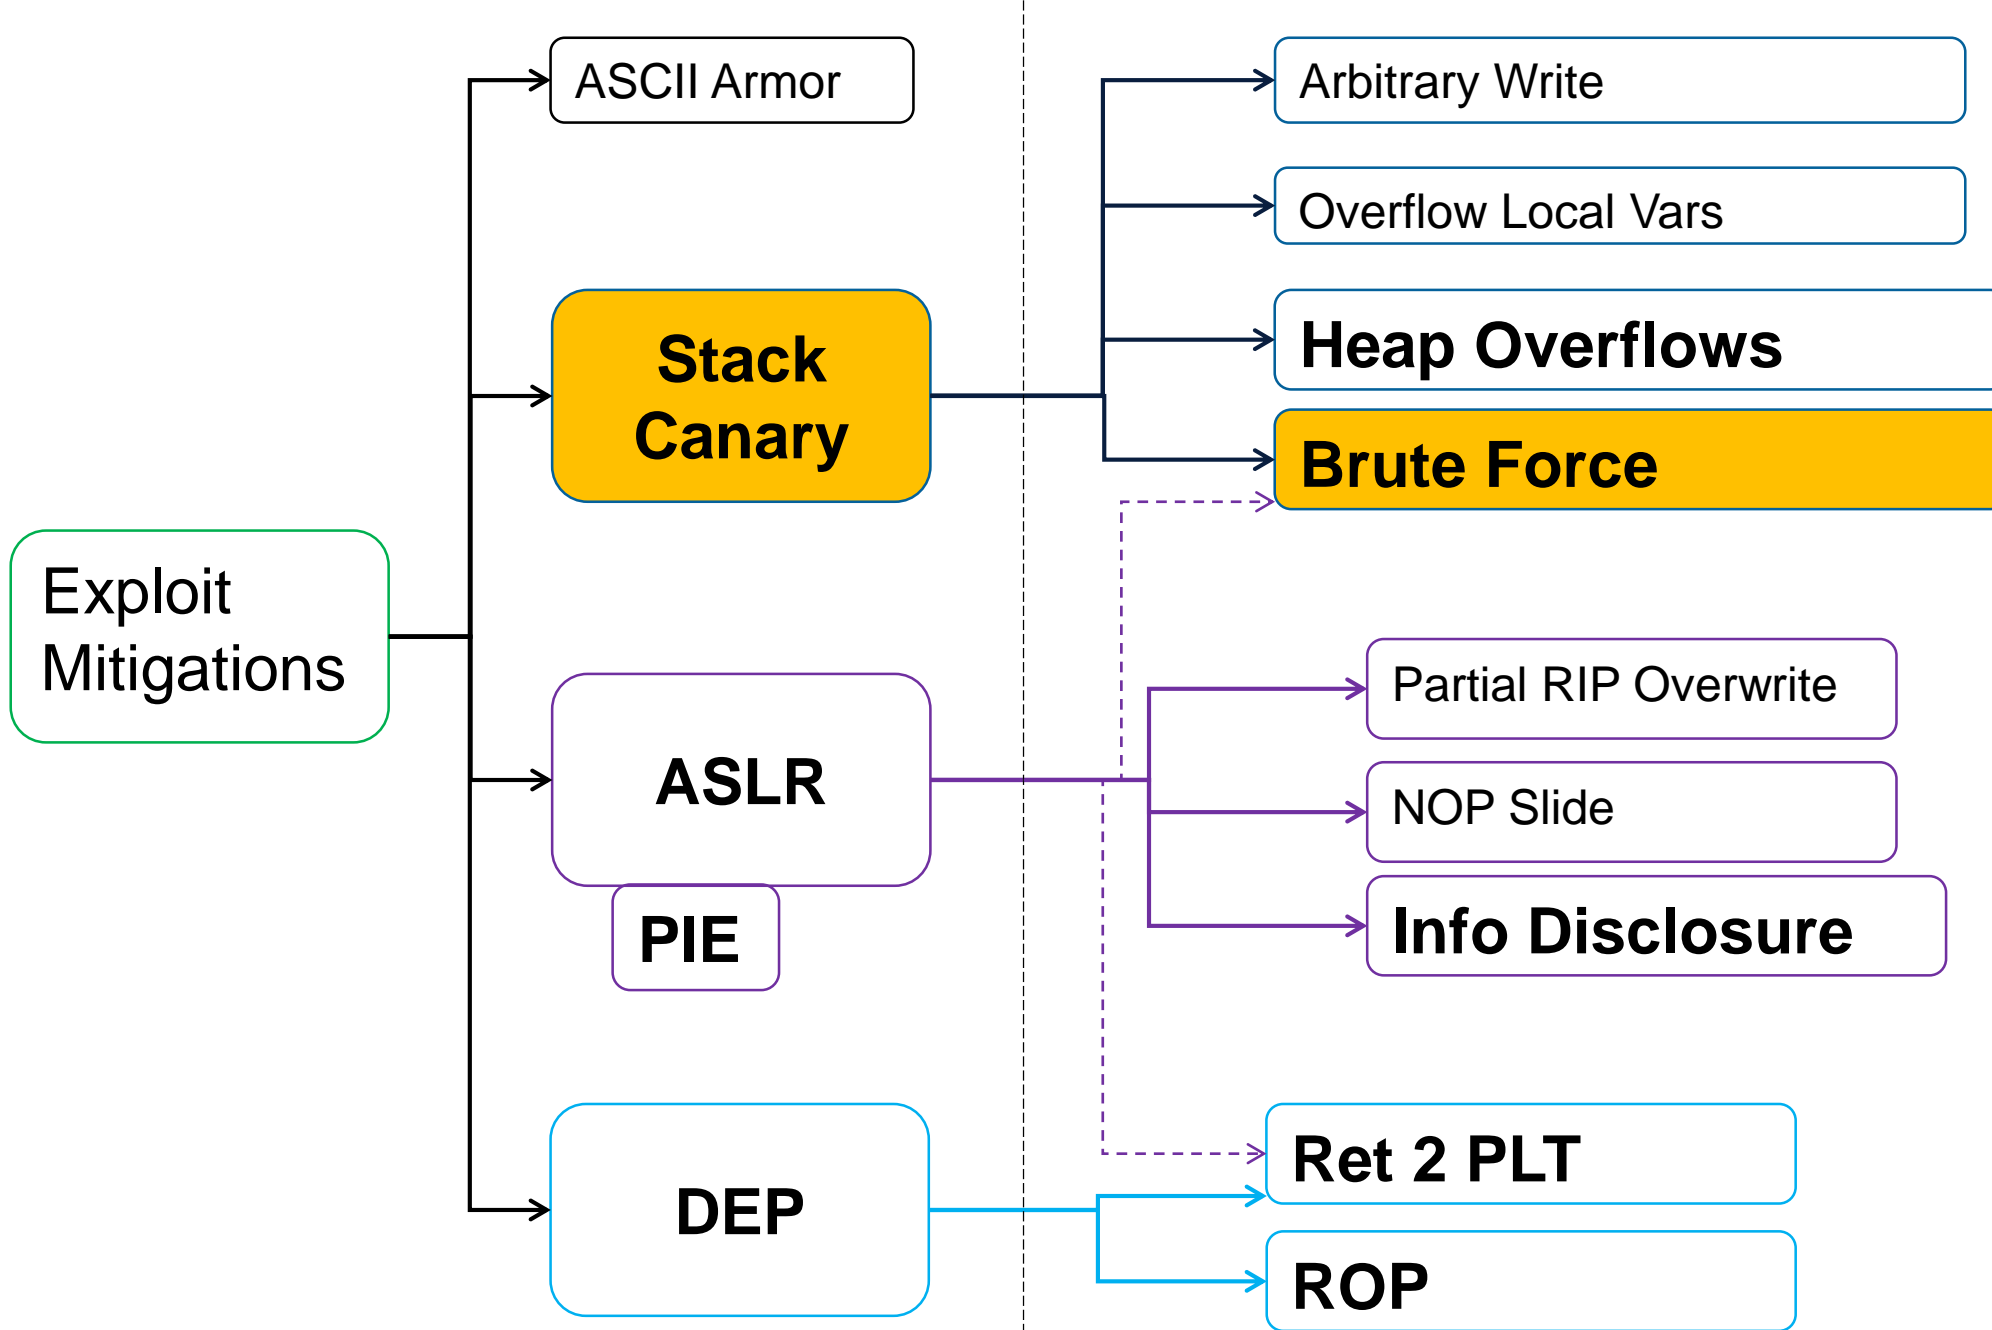 ASCII Armor
Arbitrary Write
Overflow Local Vars
Stack
Canary
Heap Overflows
Brute Force
Exploit
Mitigations
Partial RIP Overwrite
ASLR
NOP Slide
PIE
Info Disclosure
Ret 2 PLT
DEP
ROP